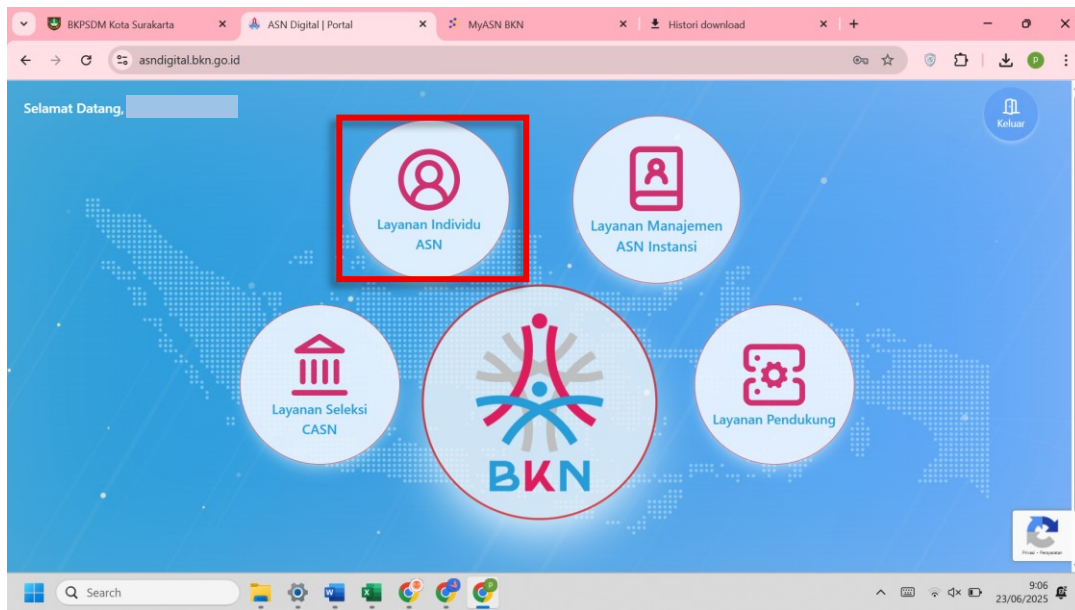 BKPSDM Kota Surakarta
ASN Digital | Portal
MyASN BKN
Histori download
asndigital.bkn.go.id
P
Selamat Datang,
Keluar
Layanan Individu
ASN
Layanan Manajemen
ASN Instansi
Layanan Seleksi
CASN
BKN
Layanan Pendukung
Search
9:06
23/06/2025